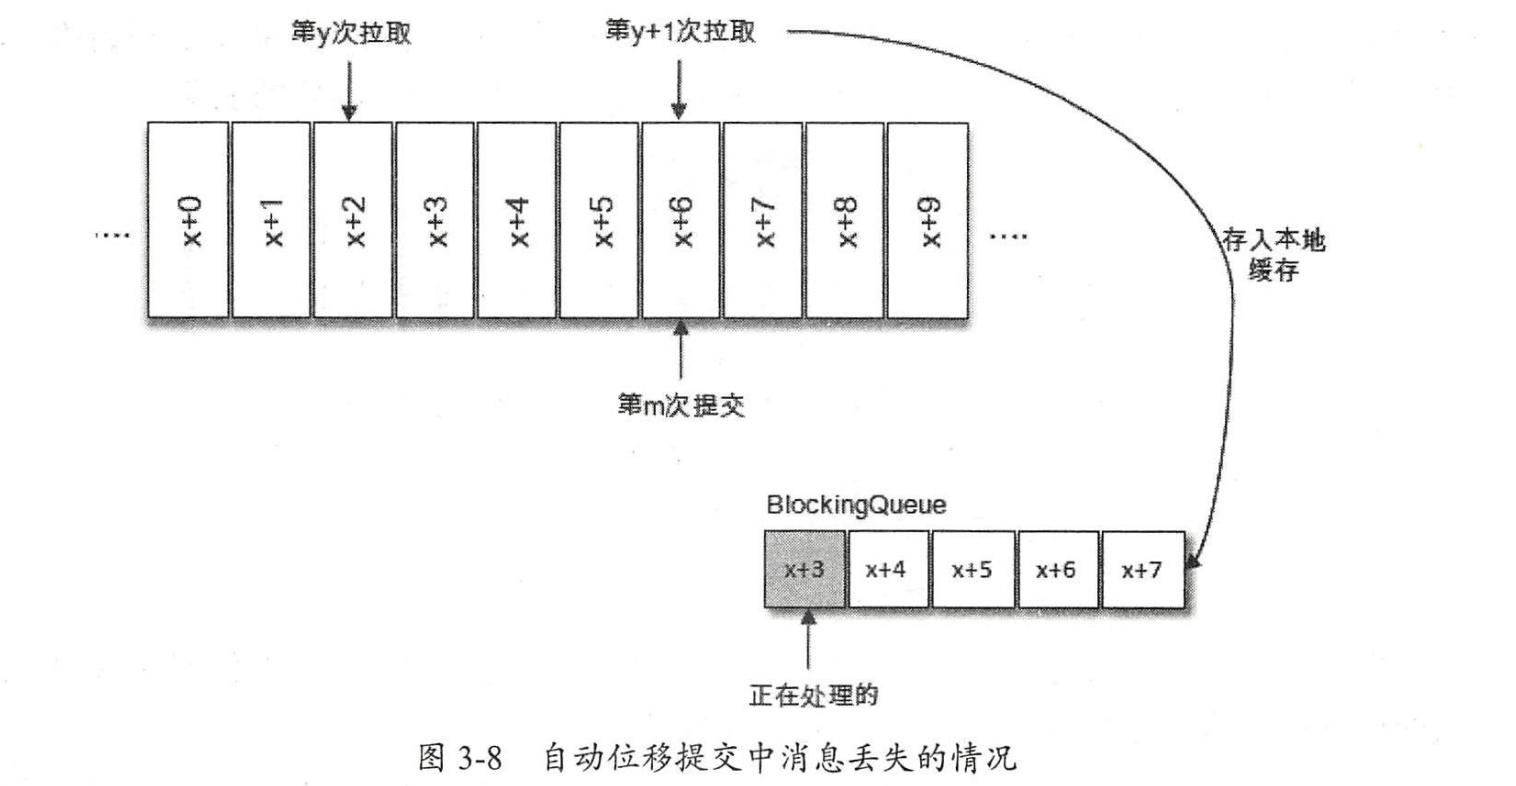 第y次拉取
第y+1次拉取
x+0
x+1
x+2
x+3
x+4
x+5
x+6
x+7
x+8
x+9
····
····
存入本地
缓存
第m次提交
BlockingQueue
x+3
x+4
x+5
x+6
x+7
正在处理的
图 3-8 自动位移提交中消息丢失的情况